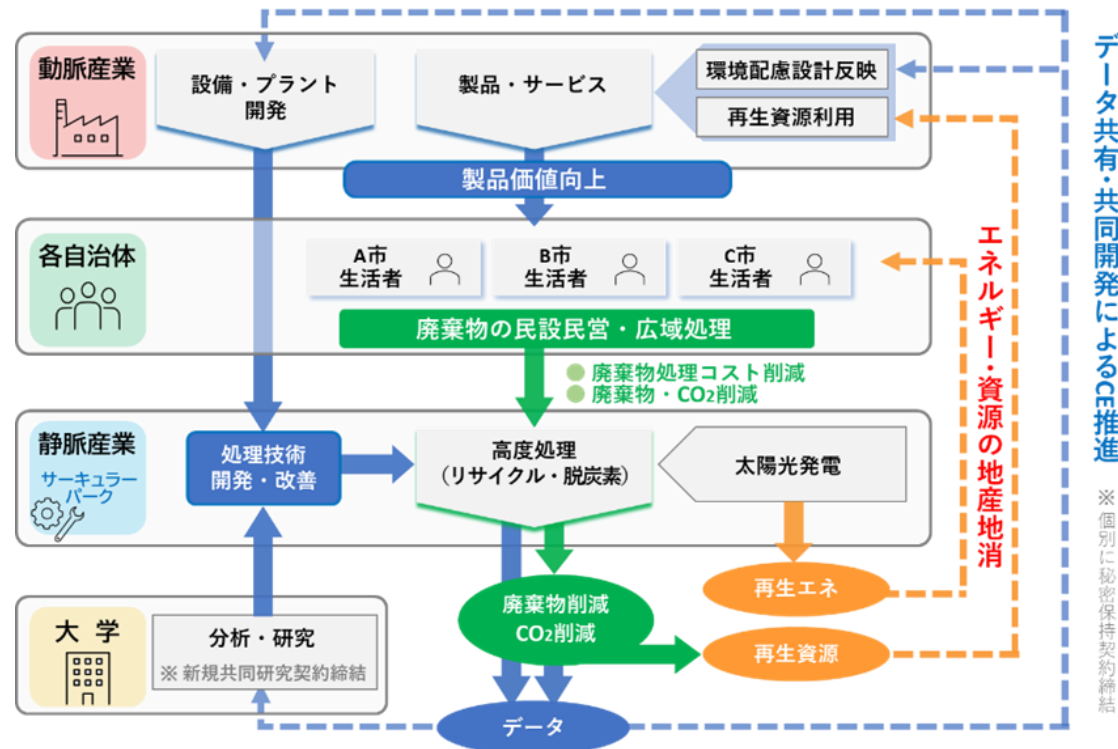 動脈産業
設備・プラント
開発
製品・サービス
環境配慮設計反映
再生資源利用
製品価値向上
各自治体
A市
生活者
B市
生活者
C市
生活者
廃棄物の民設民営・広域処理
廃棄物処理コスト削減
廃棄物・CO₂削減
静脈産業
サーキュラー
パーク
処理技術
開発・改善
高度処理
（リサイクル・脱炭素）
太陽光発電
大 学
分析・研究
※ 新規共同研究契約締結
廃棄物削減
CO₂削減
再生エネ
再生資源
データ
エネルギー・資源の地産地消
データ共有・共同開発によるCE推進
※個別に秘密保持契約締結